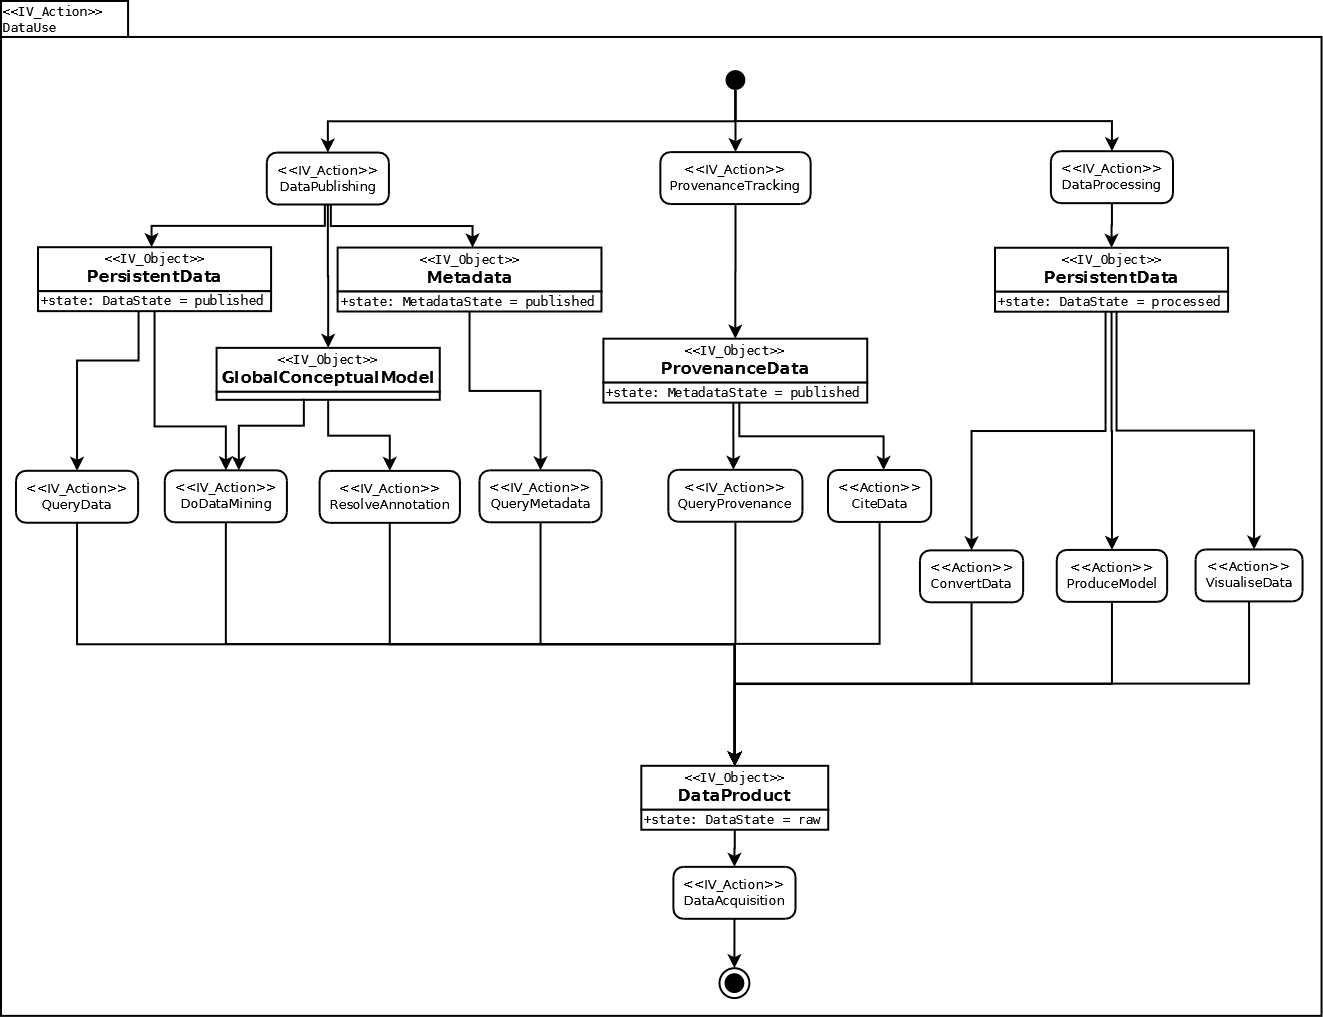 <<IV_Action>>
DataUse
<<IV_Action>>
DataPublishing
<<IV_Action>>
ProvenanceTracking
<<IV_Action>>
DataProcessing
<<IV_Object>>
PersistentData
+state: DataState = published
<<IV_Object>>
Metadata
+state: MetadataState = published
<<IV_Object>>
PersistentData
+state: DataState = processed
<<IV_Object>>
GlobalConceptualModel
<<IV_Object>>
ProvenanceData
+state: MetadataState = published
<<IV_Action>>
QueryData
<<IV_Action>>
DoDataMining
<<IV_Action>>
ResolveAnnotation
<<IV_Action>>
QueryMetadata
<<IV_Action>>
QueryProvenance
<<Action>>
CiteData
<<Action>>
ConvertData
<<Action>>
ProduceModel
<<Action>>
VisualiseData
<<IV_Object>>
DataProduct
+state: DataState = raw
<<IV_Action>>
DataAcquisition